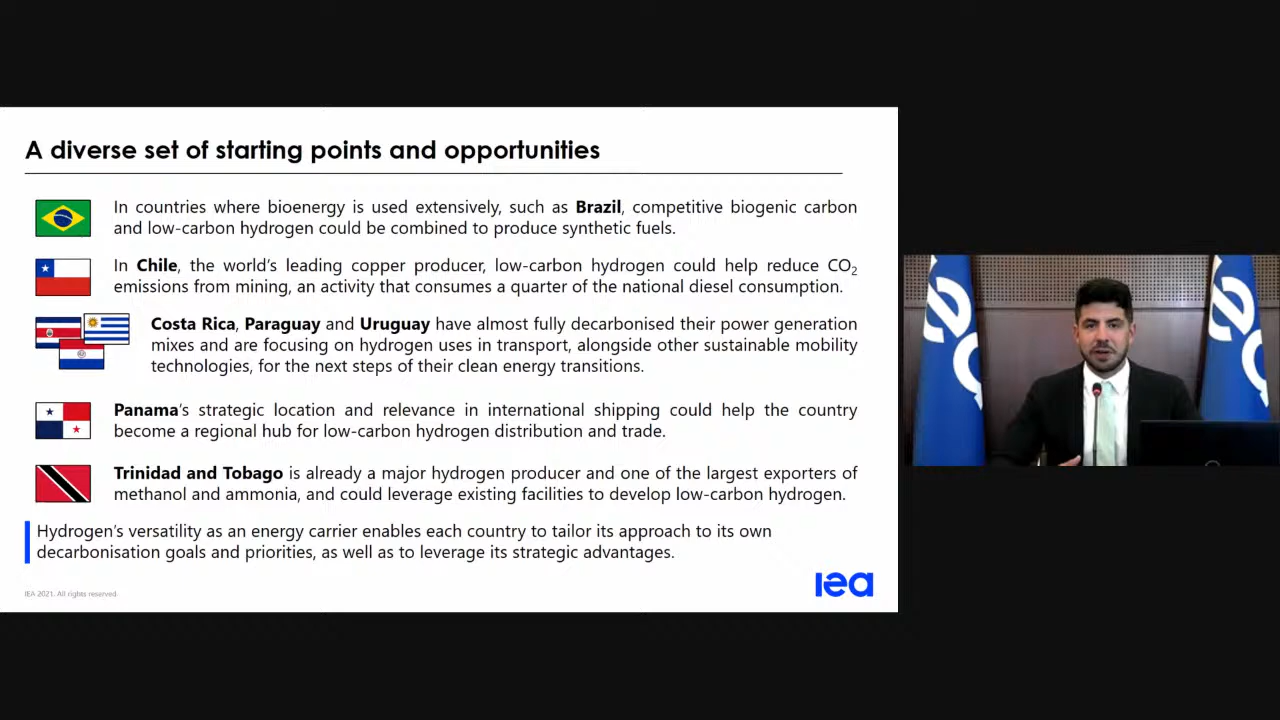 A diverse set of starting points and opportunities
In countries where bioenergy is used extensively, such as Brazil, competitive biogenic carbon
and low-carbon hydrogen could be combined to produce synthetic fuels.
In Chile, the world's leading copper producer, low-carbon hydrogen could help reduce CO₂
emissions from mining, an activity that consumes a quarter of the national diesel consumption.
Costa Rica, Paraguay and Uruguay have almost fully decarbonised their power generation
mixes and are focusing on hydrogen uses in transport, alongside other sustainable mobility
technologies, for the next steps of their clean energy transitions.
Panama's strategic location and relevance in international shipping could help the country
become a regional hub for low-carbon hydrogen distribution and trade.
Trinidad and Tobago is already a major hydrogen producer and one of the largest exporters of
methanol and ammonia, and could leverage existing facilities to develop low-carbon hydrogen.
Hydrogen's versatility as an energy carrier enables each country to tailor its approach to its own
decarbonisation goals and priorities, as well as to leverage its strategic advantages.
IEA 2021. All rights reserved.
iea